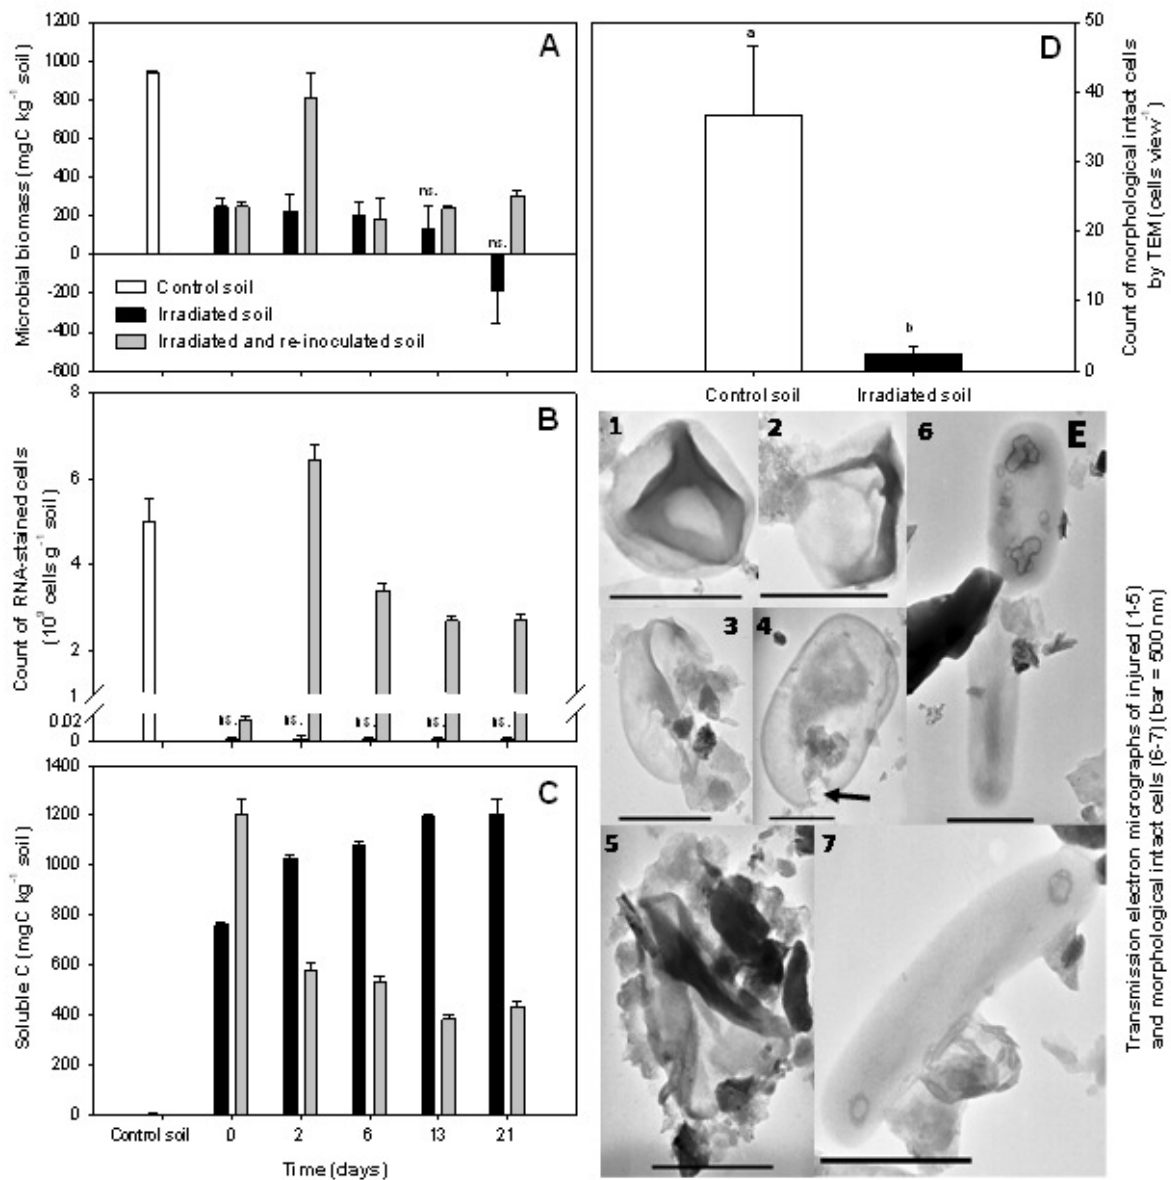 Microbial biomass (mgC kg-1 soil)
1200
1000
800
600
400
200
0
-200
-400
-600
A
ns.
ns.
Control soil
Irradiated soil
Irradiated and re-inoculated soil
Count of RNA-stained cells
(10⁹ cells g-1 soil)
8
6
4
2
1
0.02
0
B
ns. ns. ns. ns. ns.
Soluble C (mgC kg-1 soil)
1400
1200
1000
800
600
400
200
0
C
Control soil 0 2 6 13 21
Time (days)
D
a
b
50
40
30
20
10
0
Count of morphological intact cells
by TEM (cells view-1)
Control soil Irradiated soil
E
1
2
6
3
4
5
7
Transmission electron micrographs of injured (1-5)
and morphological intact cells (6-7) (bar = 500 nm)